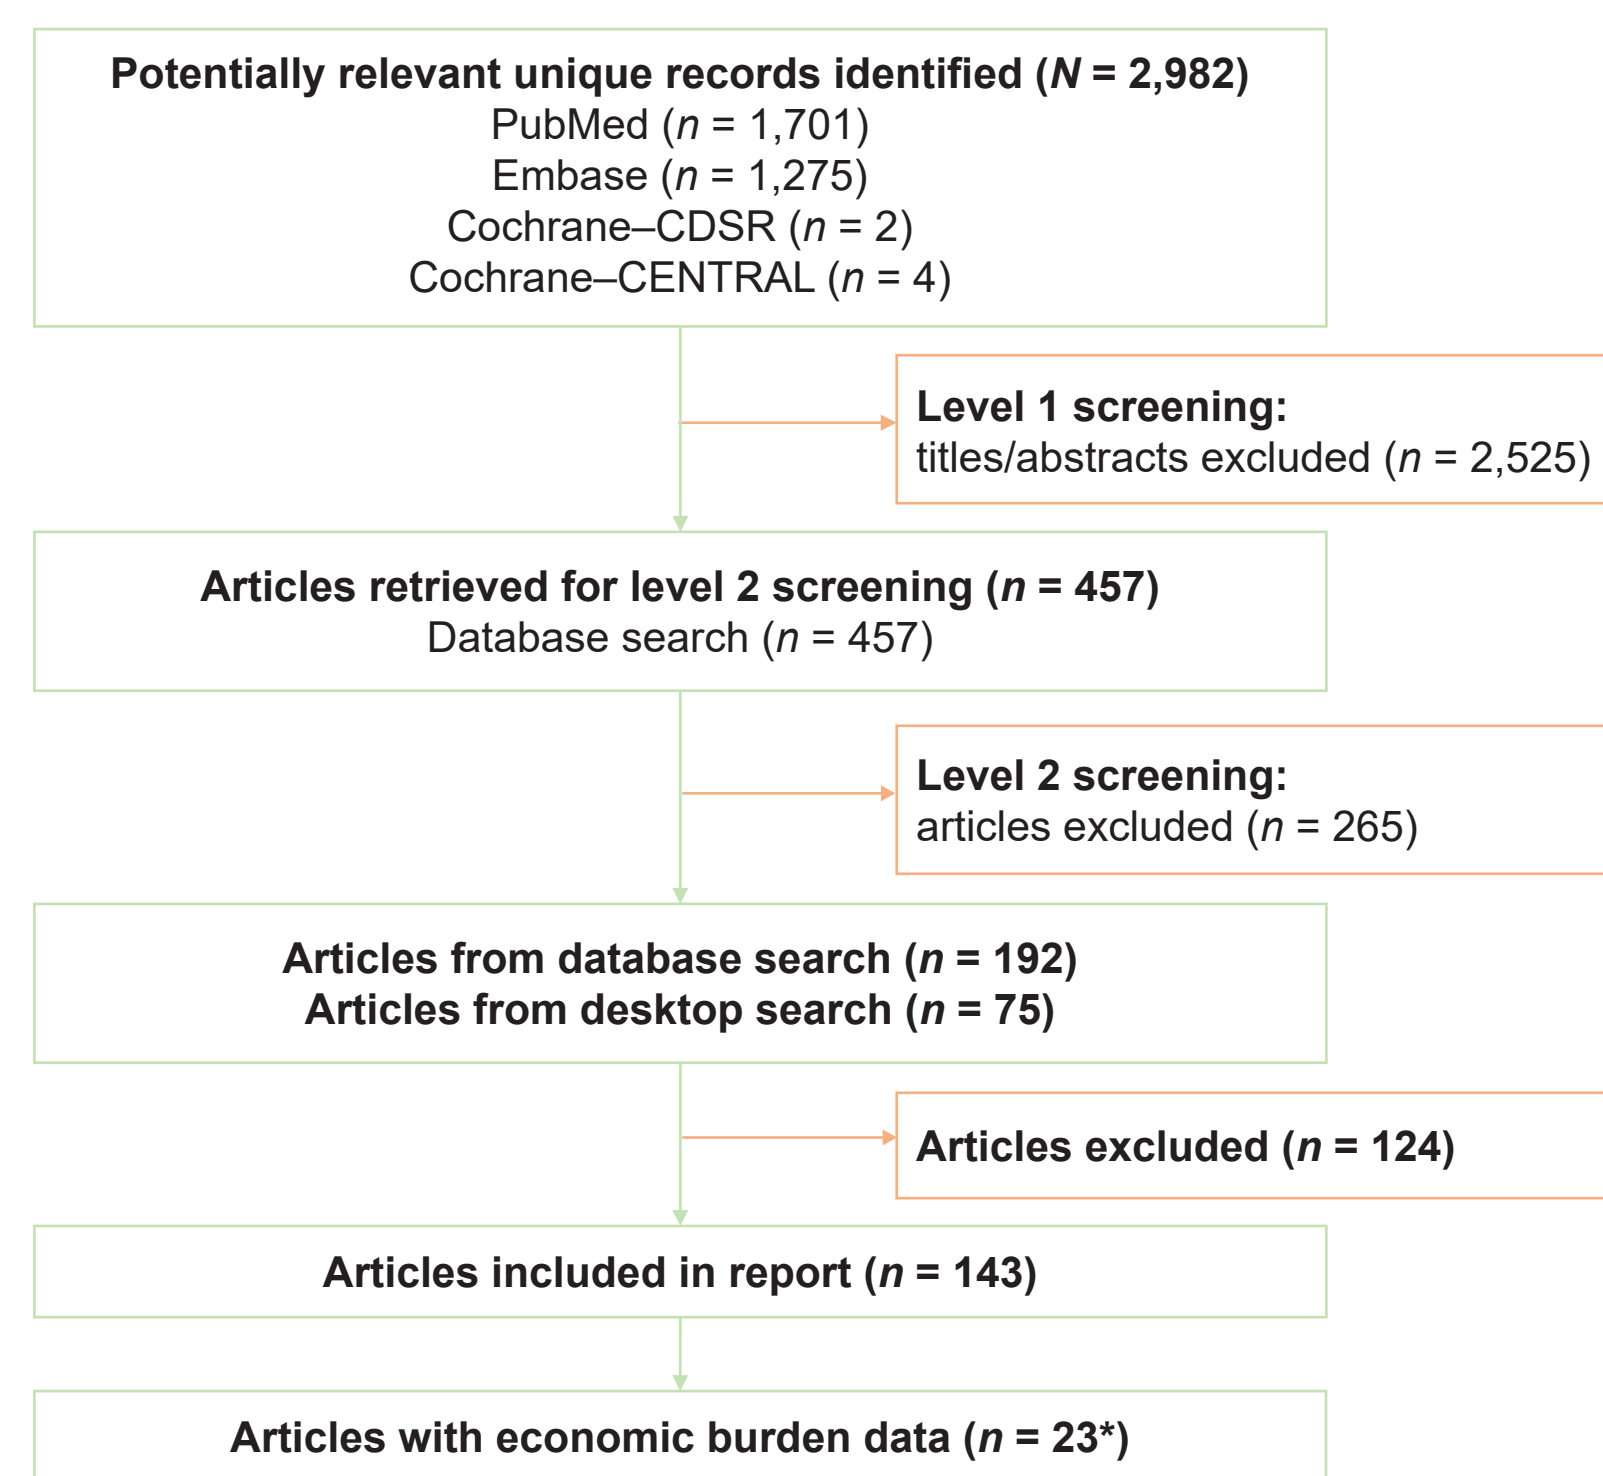 Potentially relevant unique records identified (N = 2,982)
PubMed (n = 1,701)
Embase (n = 1,275)
Cochrane–CDSR (n = 2)
Cochrane–CENTRAL (n = 4)
Level 1 screening:
titles/abstracts excluded (n = 2,525)
Articles retrieved for level 2 screening (n = 457)
Database search (n = 457)
Level 2 screening:
articles excluded (n = 265)
Articles from database search (n = 192)
Articles from desktop search (n = 75)
Articles excluded (n = 124)
Articles included in report (n = 143)
Articles with economic burden data (n = 23*)